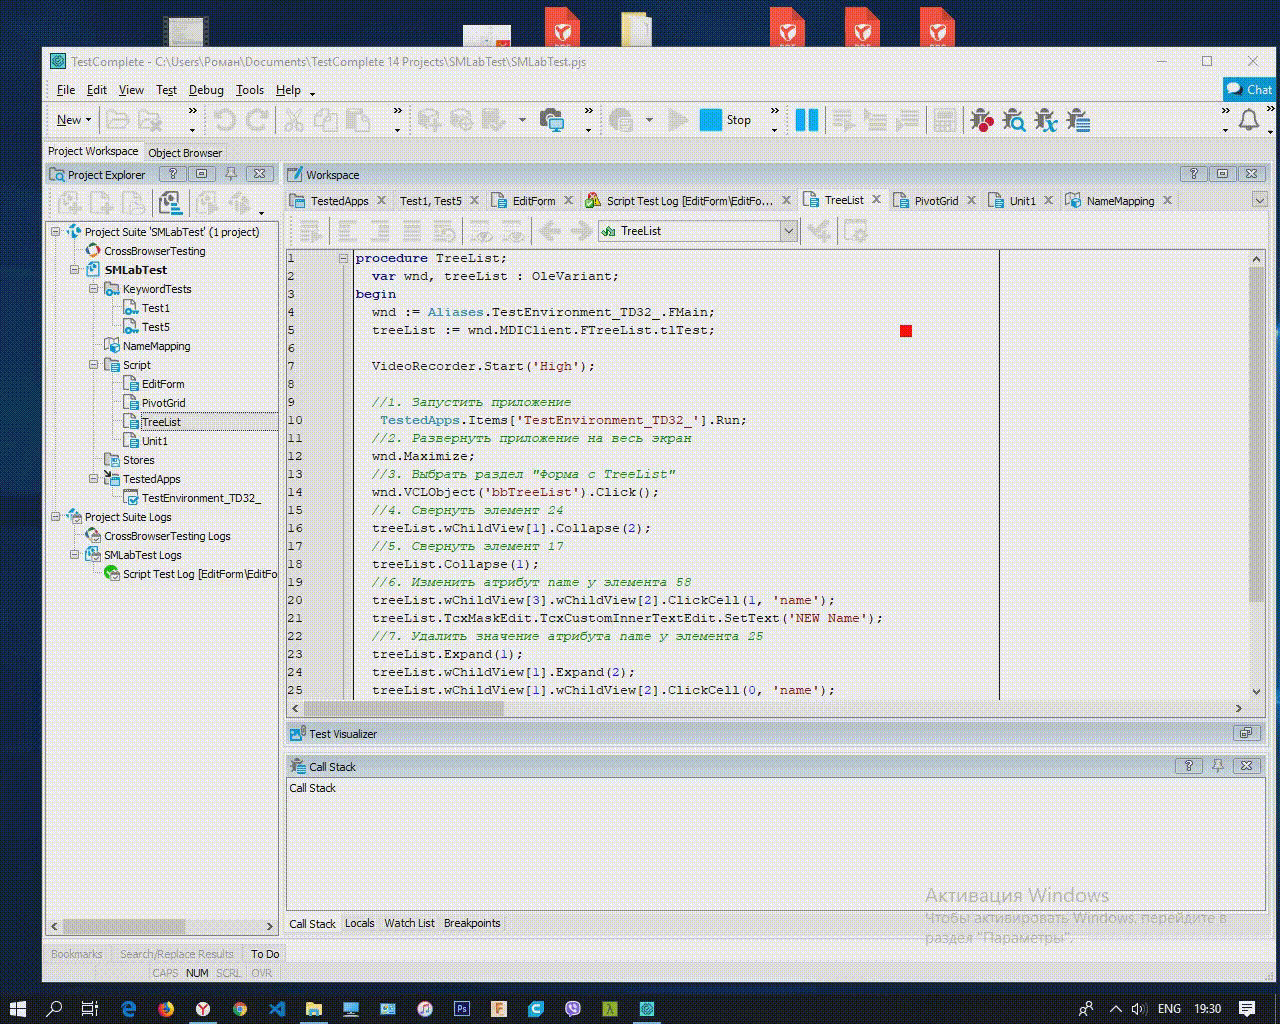 TestComplete - C:\Users\Роман\Documents\TestComplete 14 Projects\SMLabTest\SMLabTest.pjs
File Edit View Test Debug Tools Help
Chat
New Stop
Project Workspace Object Browser
Project Explorer
Workspace
TestedApps Test1, Test5 EditForm Script Test Log [EditForm\EditFo... TreeList PivotGrid Unit1 NameMapping
TreeList
Project Suite 'SMLabTest' (1 project)
CrossBrowserTesting
SMLabTest
KeywordTests
Test1
Test5
NameMapping
Script
EditForm
PivotGrid
TreeList
Unit1
Stores
TestedApps
TestEnvironment_TD32_
Project Suite Logs
CrossBrowserTesting Logs
SMLabTest Logs
Script Test Log [EditForm\EditFo
1 procedure TreeList;
2 var wnd, treeList : OleVariant;
3 begin
4 wnd := Aliases.TestEnvironment_TD32_.FMain;
5 treeList := wnd.MDIClient.FTreeList.tlTest;
6
7 VideoRecorder.Start('High');
8
9 //1. Запустить приложение
10 TestedApps.Items['TestEnvironment_TD32_'].Run;
11 //2. Развернуть приложение на весь экран
12 wnd.Maximize;
13 //3. Выбрать раздел "Форма с TreeList"
14 wnd.VCLObject('bbTreeList').Click();
15 //4. Свернуть элемент 24
16 treeList.wChildView[1].Collapse(2);
17 //5. Свернуть элемент 17
18 treeList.Collapse(1);
19 //6. Изменить атрибут name у элемента 58
20 treeList.wChildView[3].wChildView[2].ClickCell(1, 'name');
21 treeList.TcxMaskEdit.TcxCustomInnerTextEdit.SetText('NEW Name');
22 //7. Удалить значение атрибута name у элемента 25
23 treeList.Expand(1);
24 treeList.wChildView[1].Expand(2);
25 treeList.wChildView[1].wChildView[2].ClickCell(0, 'name');
Test Visualizer
Call Stack
Call Stack
Call Stack Locals Watch List Breakpoints
Активация Windows
Чтобы активировать Windows, перейдите в
раздел "Параметры".
Bookmarks Search/Replace Results To Do
CAPS NUM SCRL OVR
ENG 19:30